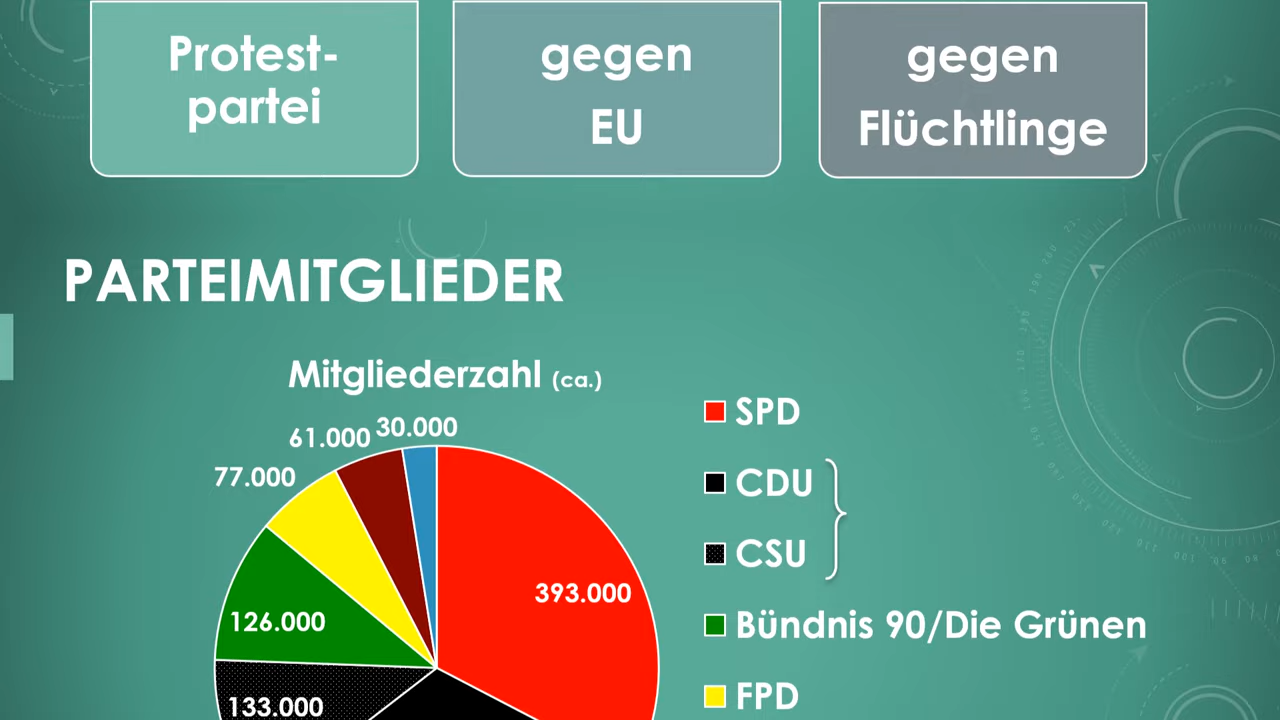 Protest-
partei
gegen
EU
gegen
Flüchtlinge
PARTEIMITGLIEDER
Mitgliederzahl (ca.)
61.000
30.000
77.000
393.000
126.000
133.000
SPD
CDU
CSU
Bündnis 90/Die Grünen
FPD